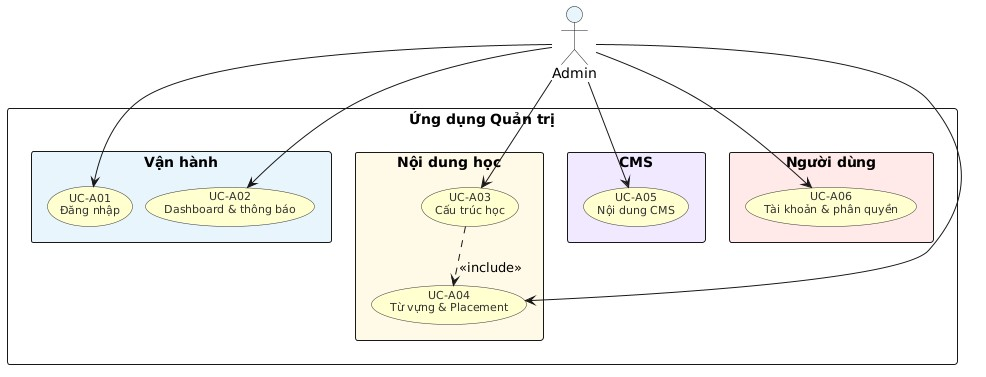 Admin
Ứng dụng Quản trị
Vận hành
UC-A01
Đăng nhập
UC-A02
Dashboard & thông báo
Nội dung học
UC-A03
Cấu trúc học
«include»
UC-A04
Từ vựng & Placement
CMS
UC-A05
Nội dung CMS
Người dùng
UC-A06
Tài khoản & phân quyền